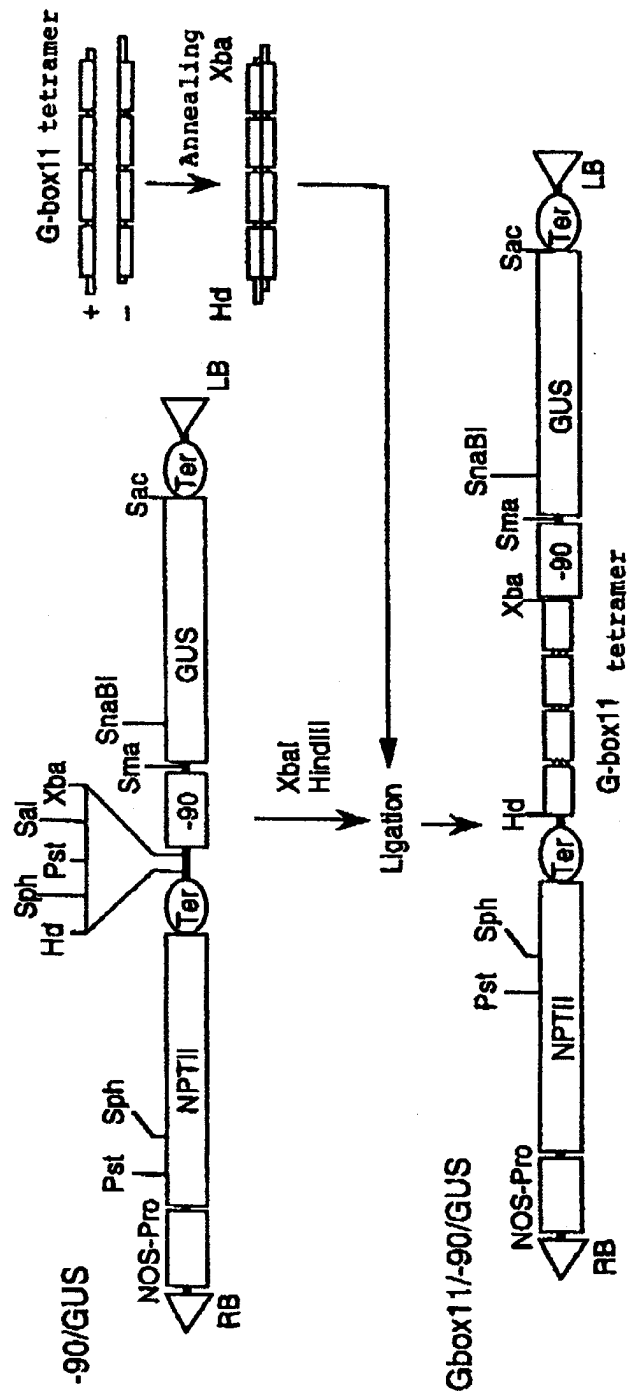 -90/GUS
Hd Sph Pst Sal Xba
Pst Sph
Sma SnaBI Sac
NOS-Pro NPTII Ter -90 GUS Ter
RB LB
G-box11 tetramer
+
-
Annealing
Hd Xba
XbaI
HindIII
Ligation
Gbox11/-90/GUS
Pst Sph Hd Xba Sma SnaBI Sac
NOS-Pro NPTII Ter -90 GUS Ter
RB LB
G-box11 tetramer